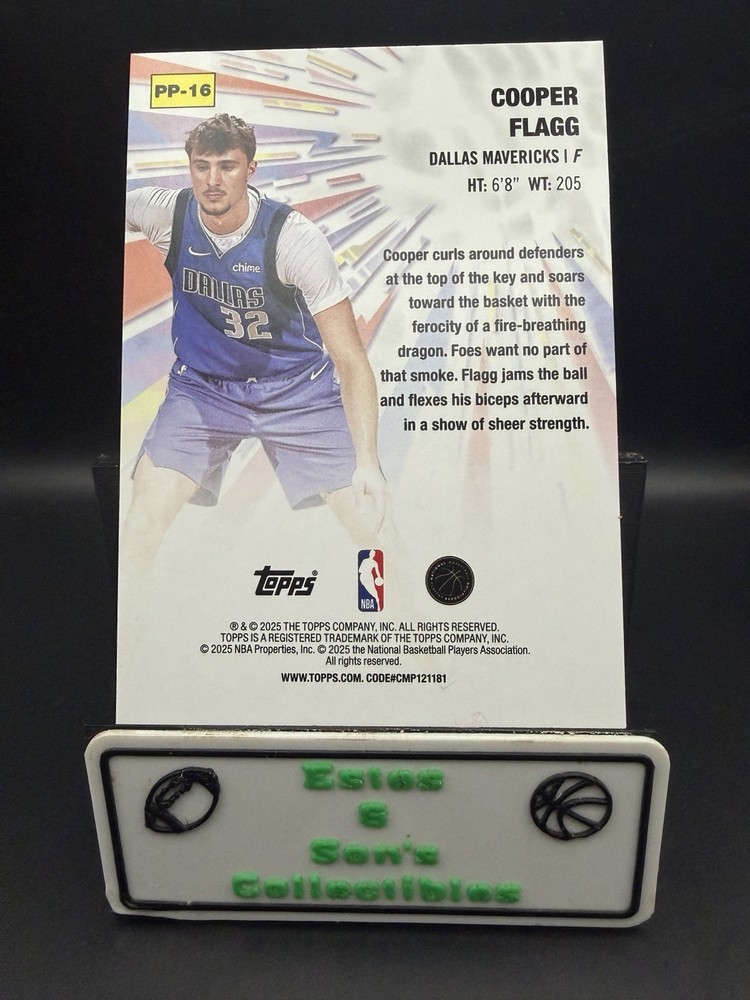 PP-16
COOPER
FLAGG
DALLAS MAVERICKS | F
HT: 6'8" WT: 205
chime
DALLAS
32
Cooper curls around defenders
at the top of the key and soars
toward the basket with the
ferocity of a fire-breathing
dragon. Foes want no part of
that smoke. Flagg jams the ball
and flexes his biceps afterward
in a show of sheer strength.
Topps®
NBA
® & © 2025 THE TOPPS COMPANY, INC. ALL RIGHTS RESERVED.
TOPPS IS A REGISTERED TRADEMARK OF THE TOPPS COMPANY, INC.
© 2025 NBA Properties, Inc. © 2025 the National Basketball Players Association.
All rights reserved.
WWW.TOPPS.COM. CODE#CMP121181
Estes
&
Son's
Collectibles